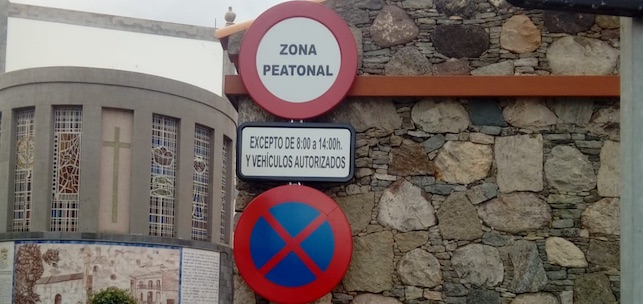 ZONA
PEATONAL
EXCEPTO DE 8:00 a 14:00h.
Y VEHÍCULOS AUTORIZADOS